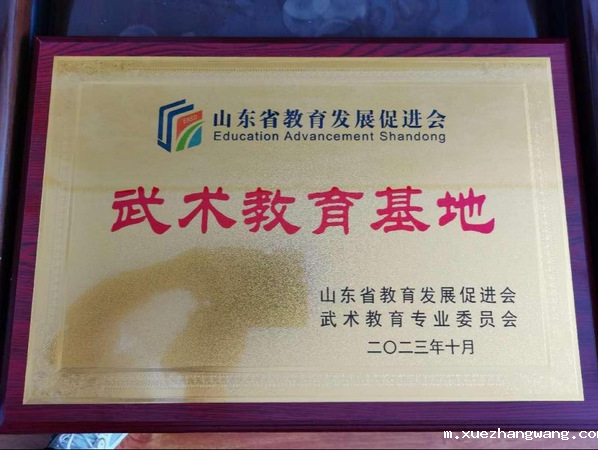 山东省教育发展促进会
Education Advancement Shandong
武术教育基地
山东省教育发展促进会
武术教育专业委员会
二〇二三年十月
m.xuezhangwang.com